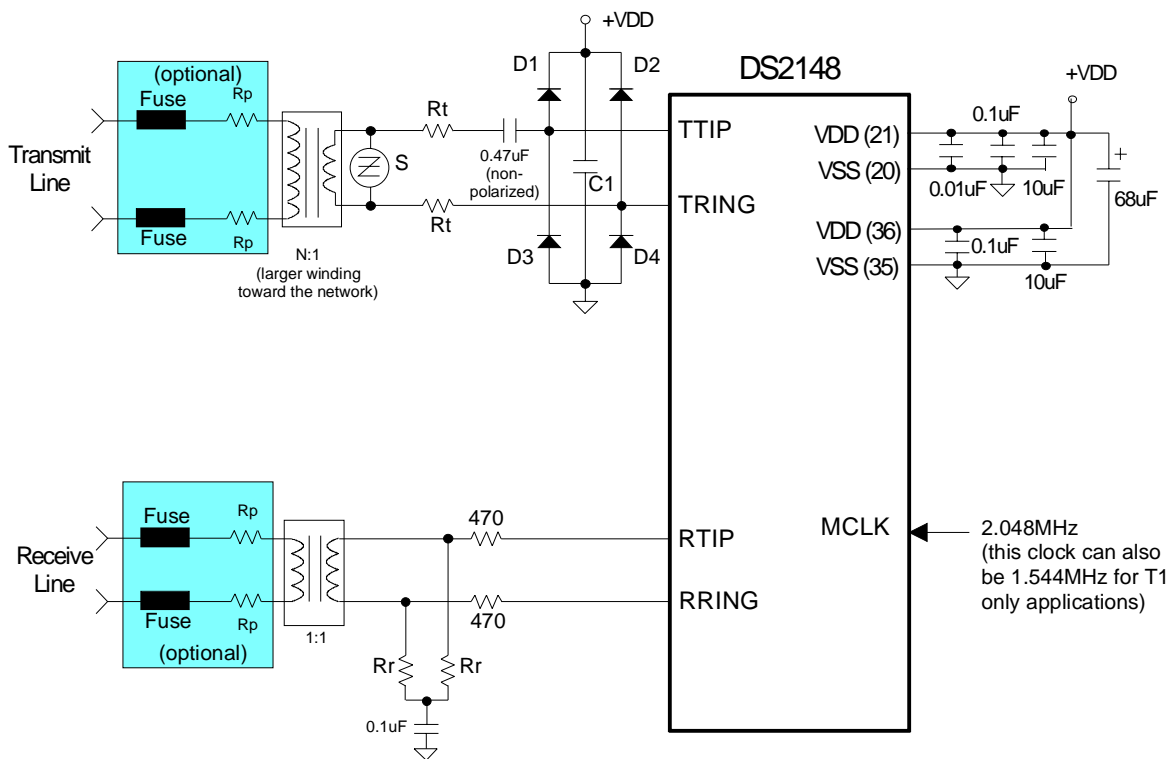 +VDD
(optional)
Fuse
Rp
D1
D2
DS2148
+VDD
Transmit
Line
Rt
0.47uF
(non-
polarized)
S
C1
TTIP
VDD (21)
0.1uF
+
VSS (20)
0.01uF
10uF
68uF
Fuse
Rp
Rt
TRING
N:1
(larger winding
toward the network)
D3
D4
VDD (36)
0.1uF
VSS (35)
10uF
Receive
Line
Fuse
Rp
470
RTIP
MCLK
2.048MHz
(this clock can also
be 1.544MHz for T1
only applications)
Fuse
Rp
(optional)
1:1
470
RRING
Rr
Rr
0.1uF